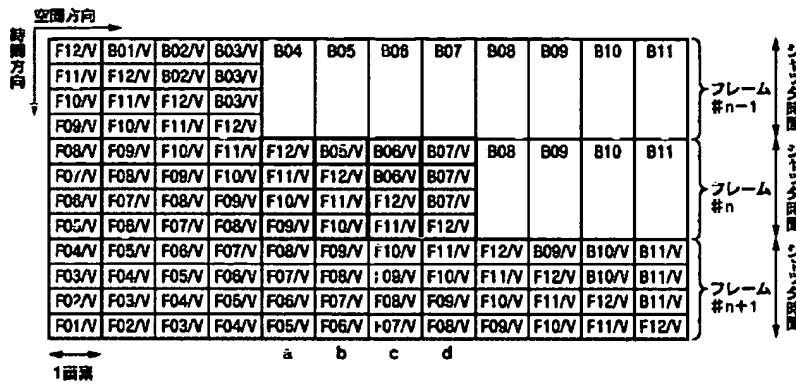 空間方向
時間方向
F12/V B01/V B02/V B03/V B04 B05 B06 B07 B08 B09 B10 B11
F11/V F12/V B02/V B03/V
F10/V F11/V F12/V B03/V
F09/V F10/V F11/V F12/V
フレーム
#n-1
F08/V F09/V F10/V F11/V F12/V B05/V B06/V B07/V B08 B09 B10 B11
F07/V F08/V F09/V F10/V F11/V F12/V B06/V B07/V
F06/V F07/V F08/V F09/V F10/V F11/V F12/V B07/V
F05/V F06/V F07/V F08/V F09/V F10/V F11/V F12/V
フレーム
#n
F04/V F05/V F06/V F07/V F08/V F09/V F10/V F11/V F12/V B09/V B10/V B11/V
F03/V F04/V F05/V F06/V F07/V F08/V F09/V F10/V F11/V F12/V B10/V B11/V
F02/V F03/V F04/V F05/V F06/V F07/V F08/V F09/V F10/V F11/V F12/V B11/V
F01/V F02/V F03/V F04/V F05/V F06/V F07/V F08/V F09/V F10/V F11/V F12/V
フレーム
#n+1
1画素
a b c d